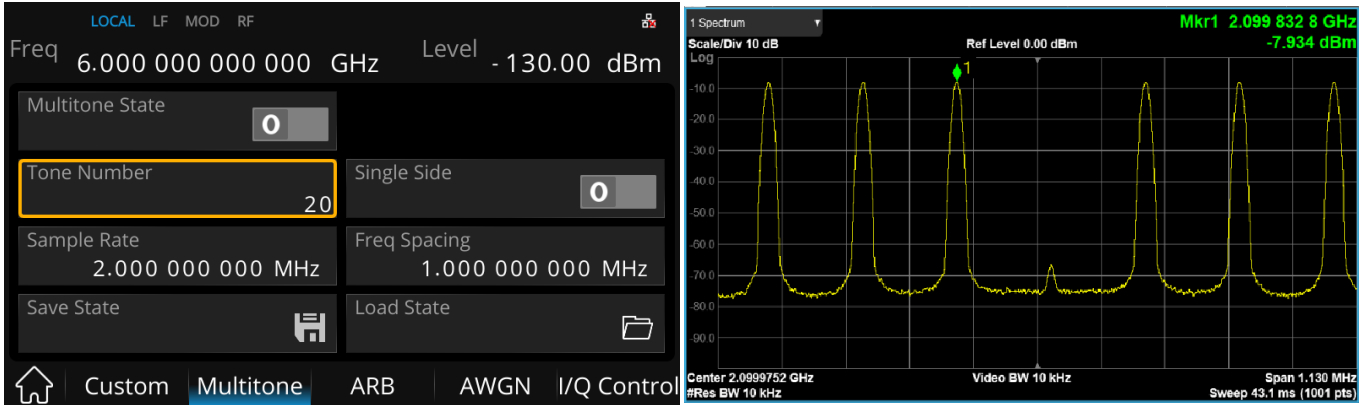 LOCAL LF MOD RF
Freq 6.000 000 000 000 GHz Level -130.00 dBm
Multitone State
0
Tone Number
20
Single Side
0
Sample Rate
2.000 000 000 MHz
Freq Spacing
1.000 000 000 MHz
Save State
Load State
Custom Multitone ARB AWGN I/Q Control
1 Spectrum
Mkr1 2.099 832 8 GHz
-7.934 dBm
Scale/Div 10 dB
Ref Level 0.00 dBm
Log
1
-10.0
-20.0
-30.0
-40.0
-50.0
-60.0
-70.0
-80.0
-90.0
Center 2.0999752 GHz
#Res BW 10 kHz
Video BW 10 kHz
Span 1.130 MHz
Sweep 43.1 ms (1001 pts)